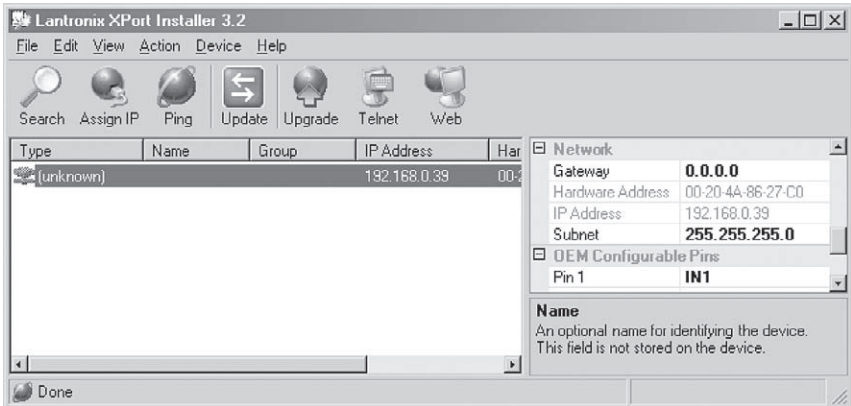 Lantronix XPort Installer 3.2
File Edit View Action Device Help
Search Assign IP Ping Update Upgrade Telnet Web
Type Name Group IP Address Har
(unknown) 192.168.0.39 00-2
Network
Gateway 0.0.0.0
Hardware Address 00-20-4A-86-27-C0
IP Address 192.168.0.39
Subnet 255.255.255.0
OEM Configurable Pins
Pin 1 IN1
Name
An optional name for identifying the device.
This field is not stored on the device.
Done